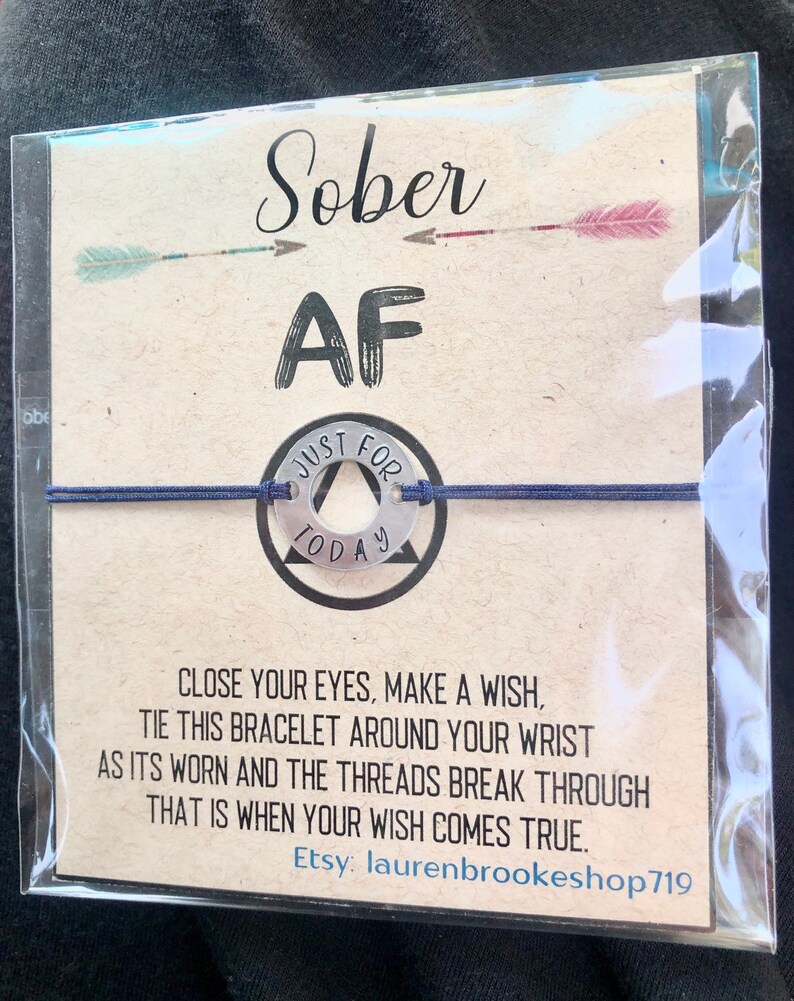 Sober
AF
JUST FOR
TODAY
CLOSE YOUR EYES, MAKE A WISH,
TIE THIS BRACELET AROUND YOUR WRIST
AS ITS WORN AND THE THREADS BREAK THROUGH
THAT IS WHEN YOUR WISH COMES TRUE.
Etsy: laurenbrookeshop719